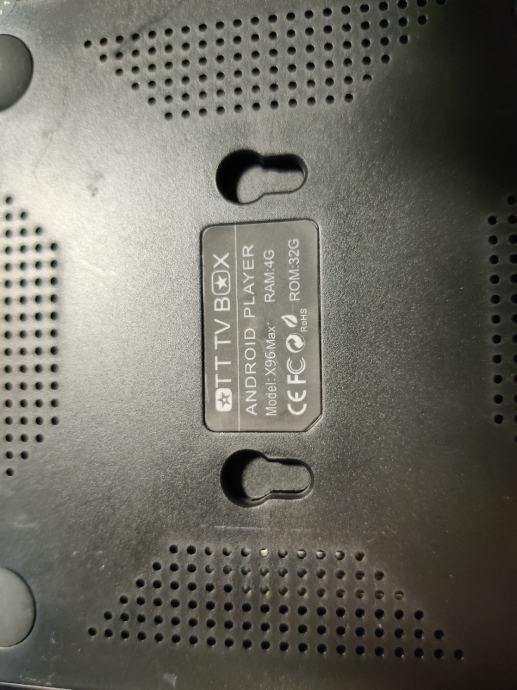 OTT TV BOX
ANDROID PLAYER
Model: X96Max+ RAM:4G
ROM:32G
CE FC RoHS